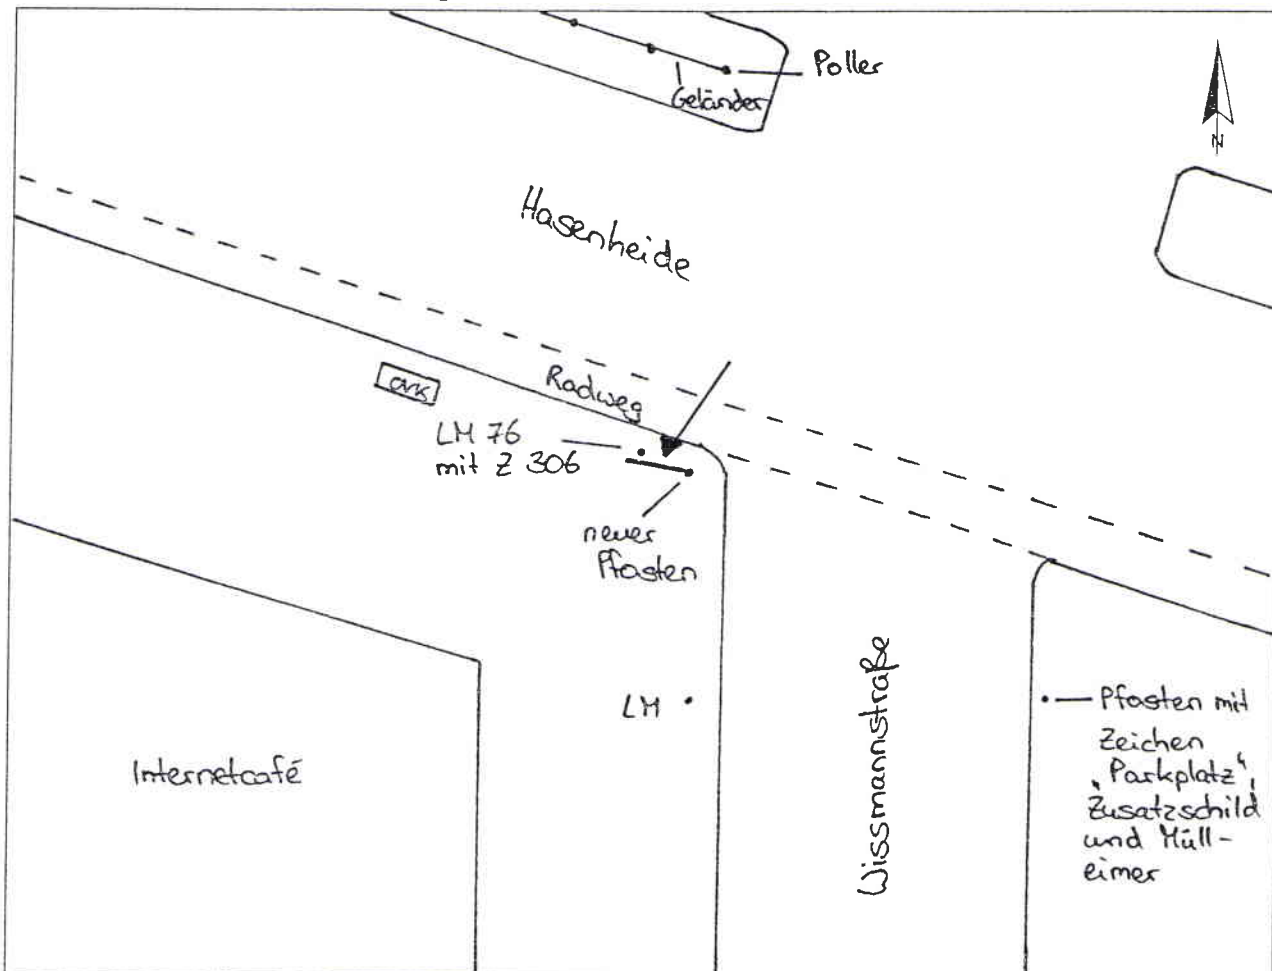 Poller
Geländer
N
Hasenheide
Radweg
LM 76
mit Z 306
neuer
Pfosten
LM
Internetcafé
Wissmannstraße
Pfosten mit
Zeichen
„Parkplatz“,
Zusatzschild
und Müll-
eimer